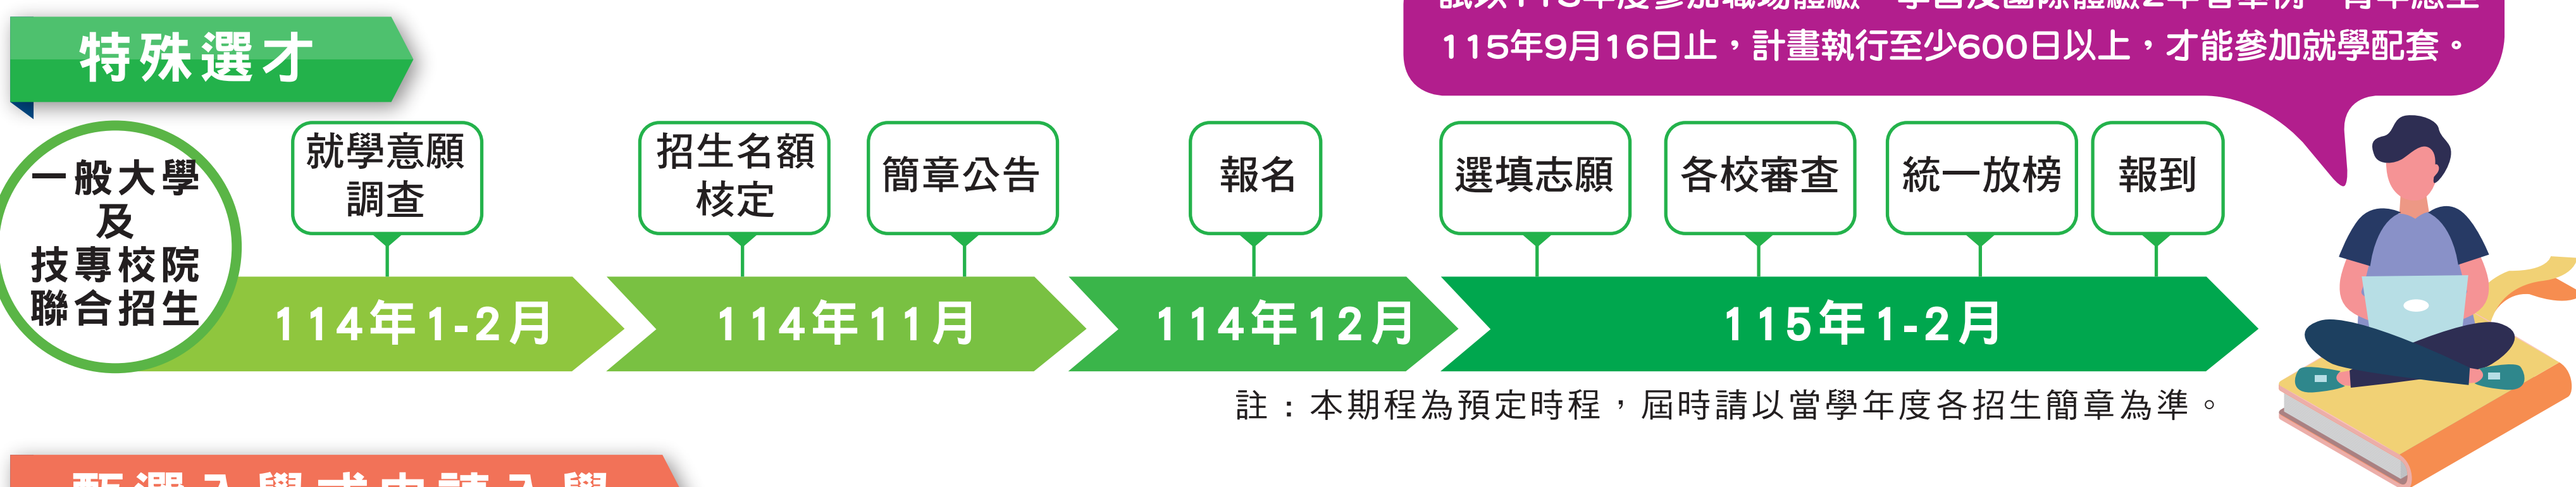 特殊選才
115年9月16日止，計畫執行至少600日以上，才能參加就學配套。
一般大學
及
技專校院
聯合招生
就學意願
調查
招生名額
核定
簡章公告
報名
選填志願
各校審查
統一放榜
報到
114年1-2月
114年11月
114年12月
115年1-2月
註：本期程為預定時程，屆時請以當學年度各招生簡章為準。